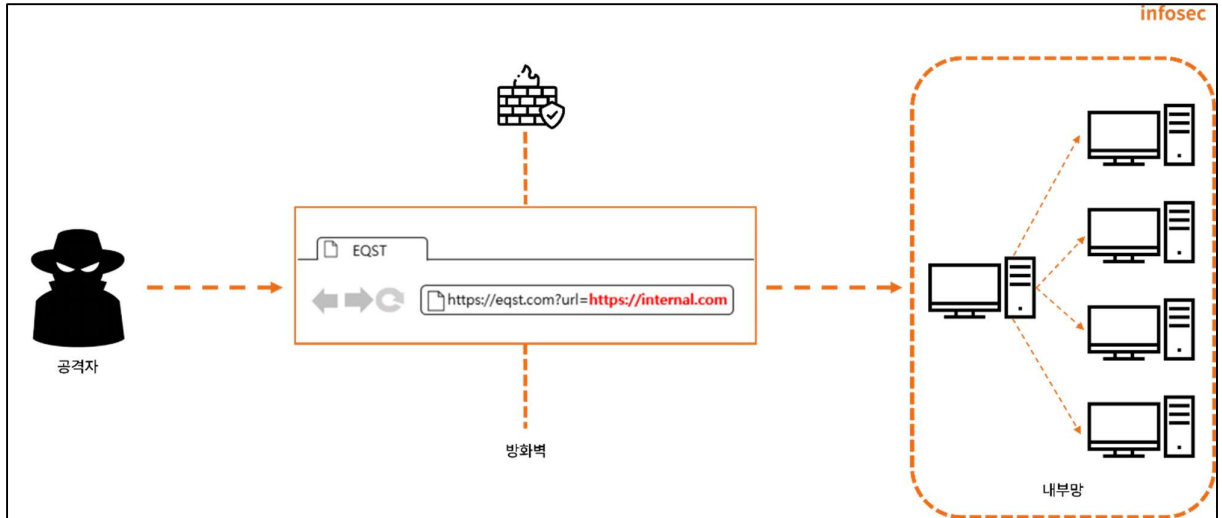 infosec
EQST
https://eqst.com?url=https://internal.com
공격자
방화벽
내부망